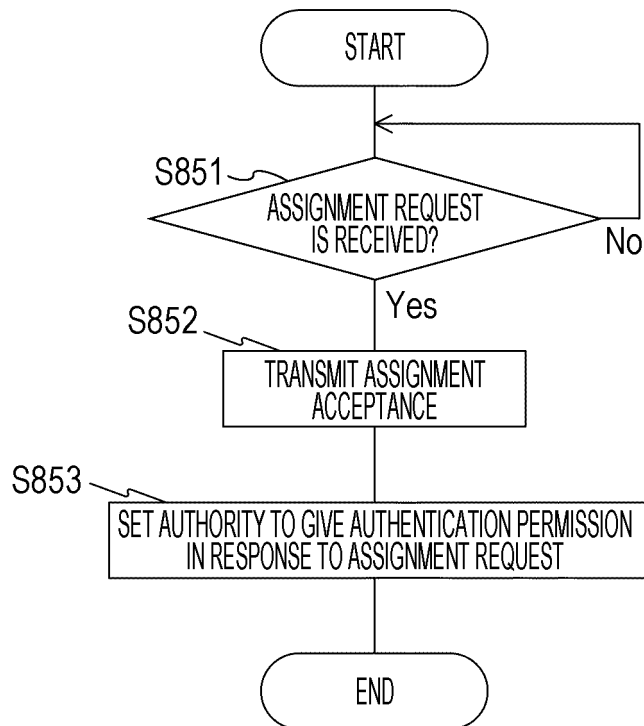 START
S851
ASSIGNMENT REQUEST
IS RECEIVED?
No
Yes
S852
TRANSMIT ASSIGNMENT
ACCEPTANCE
S853
SET AUTHORITY TO GIVE AUTHENTICATION PERMISSION
IN RESPONSE TO ASSIGNMENT REQUEST
END